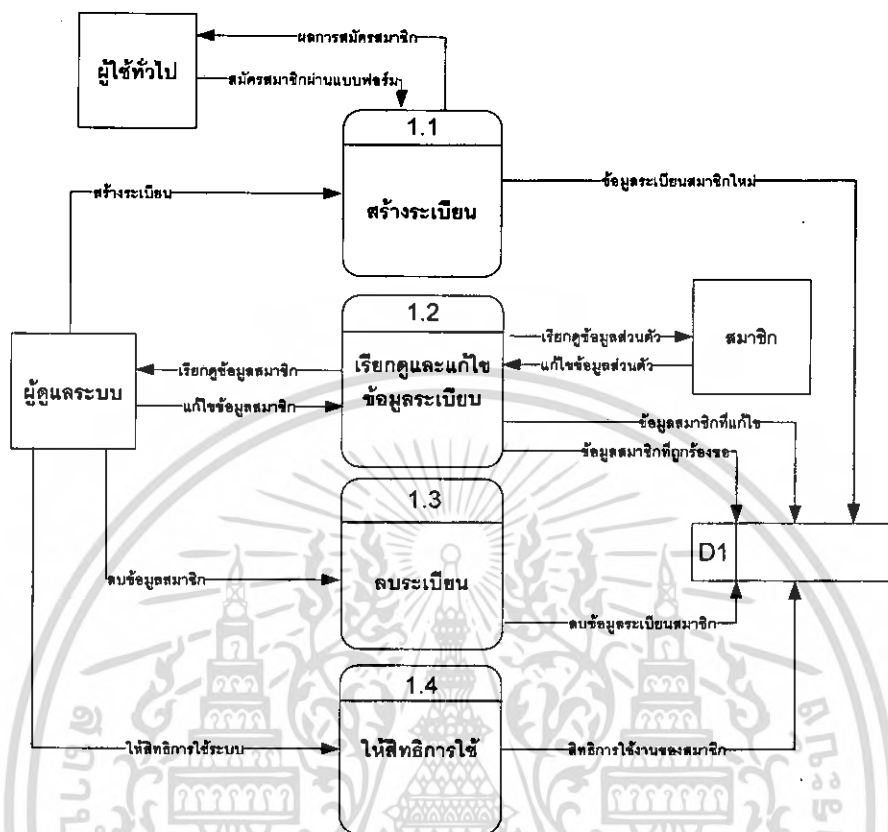 ผลการสมัครสมาชิก
ผู้ใช้ทั่วไป
สมัครสมาชิกผ่านแบบฟอร์ม
1.1
สร้างระเบียน
ข้อมูลระเบียนสมาชิกใหม่
สร้างระเบียน
1.2
เรียกดูและแก้ไข
ข้อมูลระเบียบ
เรียกดูข้อมูลส่วนตัว
แก้ไขข้อมูลส่วนตัว
สมาชิก
ผู้ดูแลระบบ
เรียกดูข้อมูลสมาชิก
แก้ไขข้อมูลสมาชิก
ข้อมูลสมาชิกที่แก้ไข
ข้อมูลสมาชิกที่ถูกร้องขอ
1.3
ลบระเบียน
D1
ลบข้อมูลสมาชิก
ลบข้อมูลระเบียนสมาชิก
1.4
ให้สิทธิการใช้
ให้สิทธิการใช้ระบบ
สิทธิการใช้งานของสมาชิก